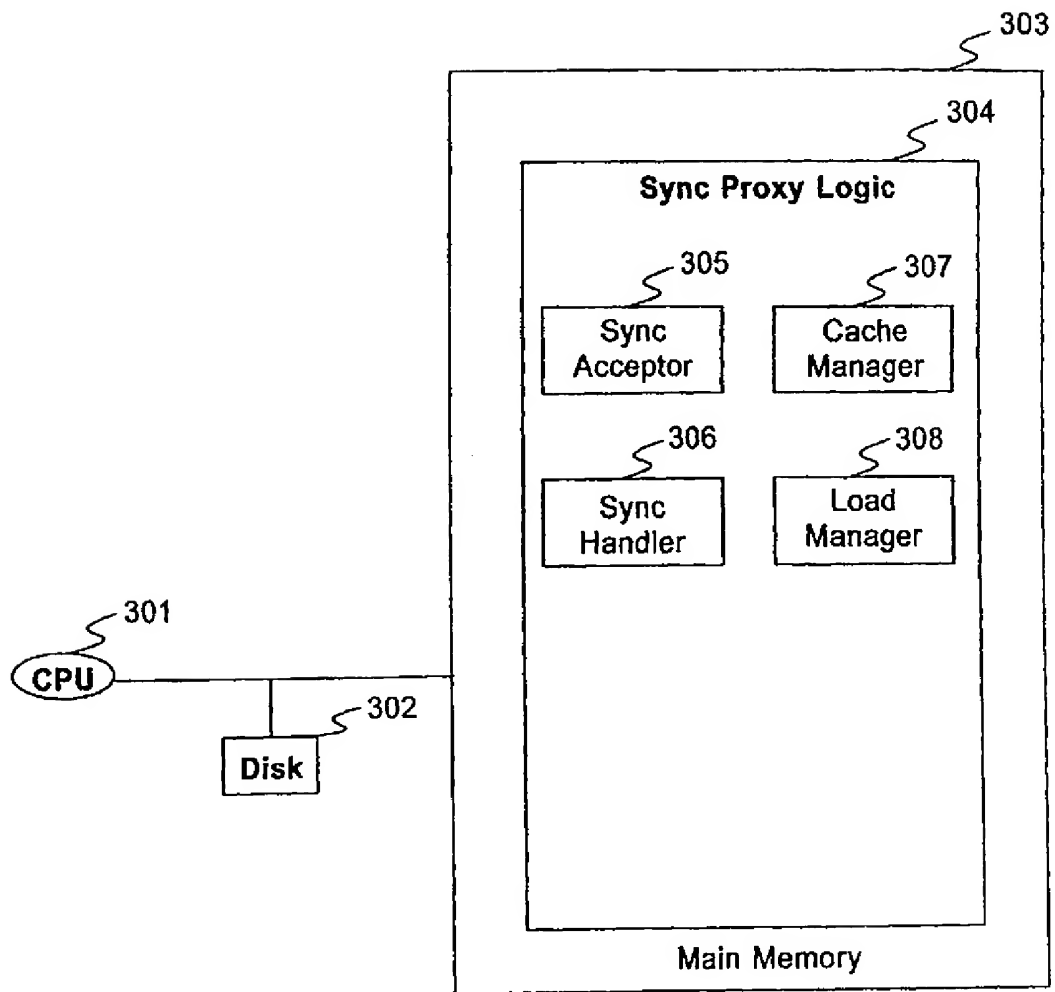 303
304
Sync Proxy Logic
305
307
Sync
Acceptor
Cache
Manager
306
308
Sync
Handler
Load
Manager
301
CPU
302
Disk
Main Memory